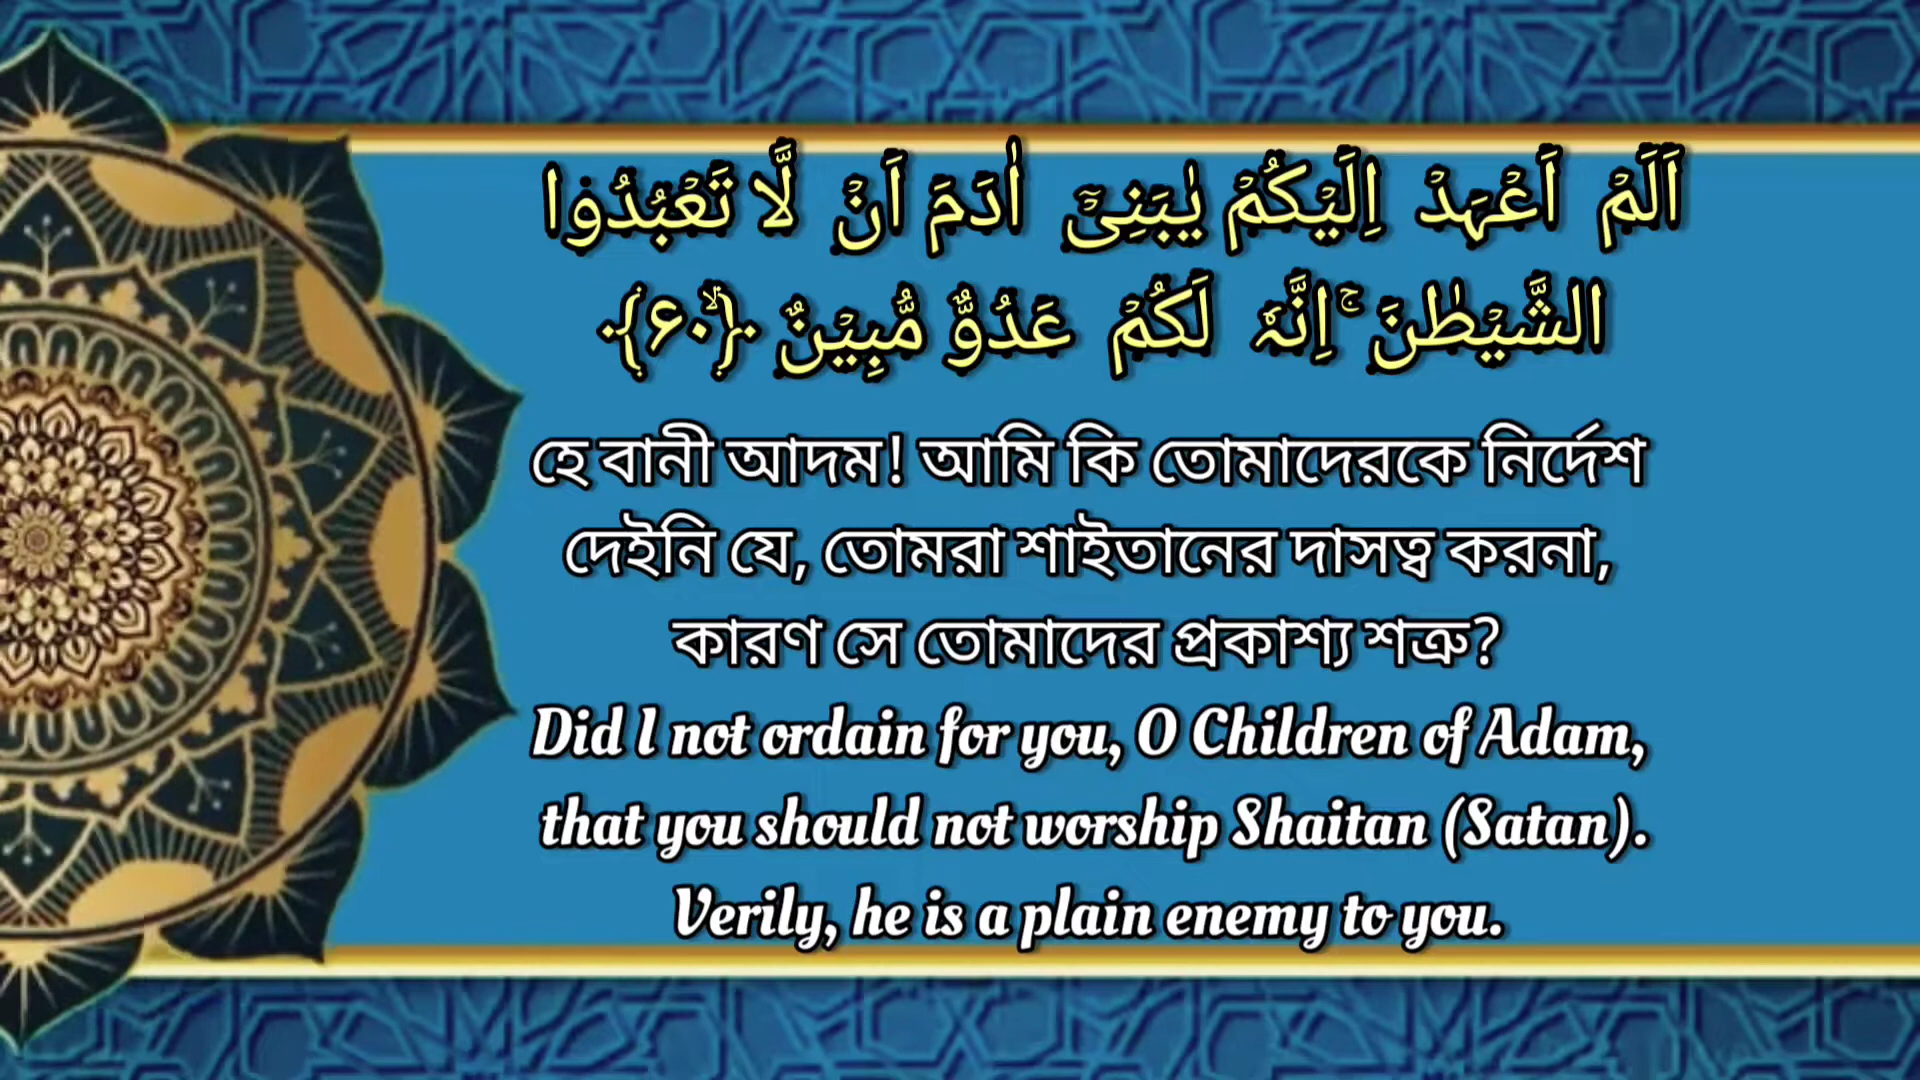 اَلَمۡ اَعۡہَدۡ اِلَیۡکُمۡ یٰبَنِیۡۤ اٰدَمَ اَنۡ لَّا تَعۡبُدُوا
الشَّیۡطٰنَ ۚ اِنَّہٗ لَکُمۡ عَدُوٌّ مُّبِیۡنٌ ﴿ۙ۶۰﴾
হে বানী আদম! আমি কি তোমাদেরকে নির্দেশ
দেইনি যে, তোমরা শাইতানের দাসত্ব করনা,
কারণ সে তোমাদের প্রকাশ্য শত্রু?
Did I not ordain for you, O Children of Adam,
that you should not worship Shaitan (Satan).
Verily, he is a plain enemy to you.